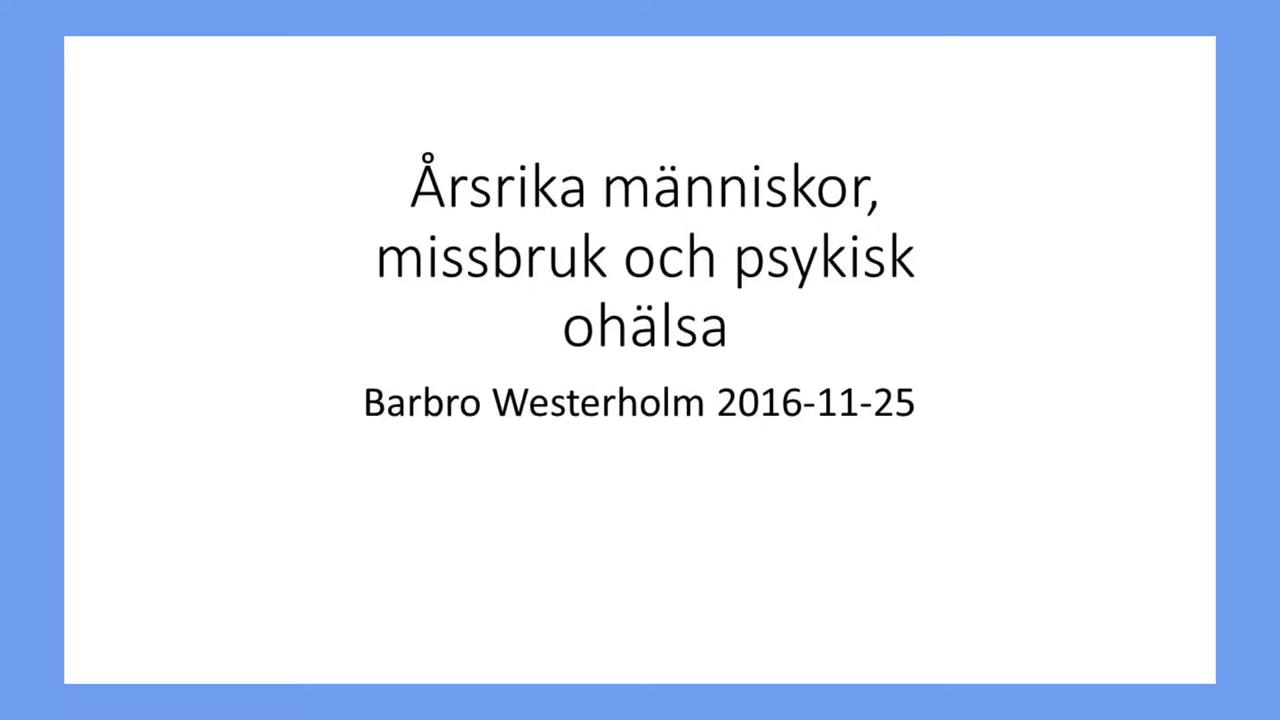 Årsrika människor,
missbruk och psykisk
ohälsa
Barbro Westerholm 2016-11-25